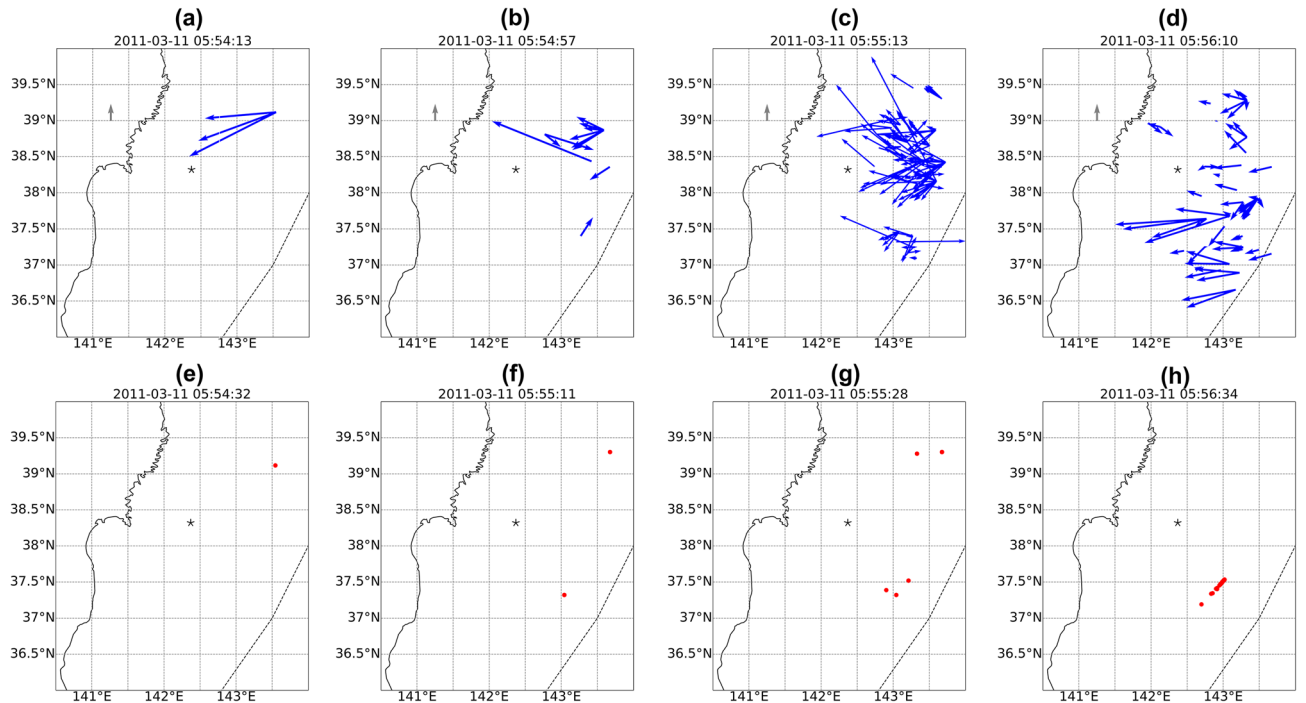 (a) (b) (c) (d)
2011-03-11 05:54:13 2011-03-11 05:54:57 2011-03-11 05:55:13 2011-03-11 05:56:10
39.5°N 39.5°N 39.5°N 39.5°N
39°N 39°N 39°N 39°N
38.5°N 38.5°N 38.5°N 38.5°N
38°N 38°N 38°N 38°N
37.5°N 37.5°N 37.5°N 37.5°N
37°N 37°N 37°N 37°N
36.5°N 36.5°N 36.5°N 36.5°N
141°E 142°E 143°E 141°E 142°E 143°E 141°E 142°E 143°E 141°E 142°E 143°E
(e) (f) (g) (h)
2011-03-11 05:54:32 2011-03-11 05:55:11 2011-03-11 05:55:28 2011-03-11 05:56:34
39.5°N 39.5°N 39.5°N 39.5°N
39°N 39°N 39°N 39°N
38.5°N 38.5°N 38.5°N 38.5°N
38°N 38°N 38°N 38°N
37.5°N 37.5°N 37.5°N 37.5°N
37°N 37°N 37°N 37°N
36.5°N 36.5°N 36.5°N 36.5°N
141°E 142°E 143°E 141°E 142°E 143°E 141°E 142°E 143°E 141°E 142°E 143°E